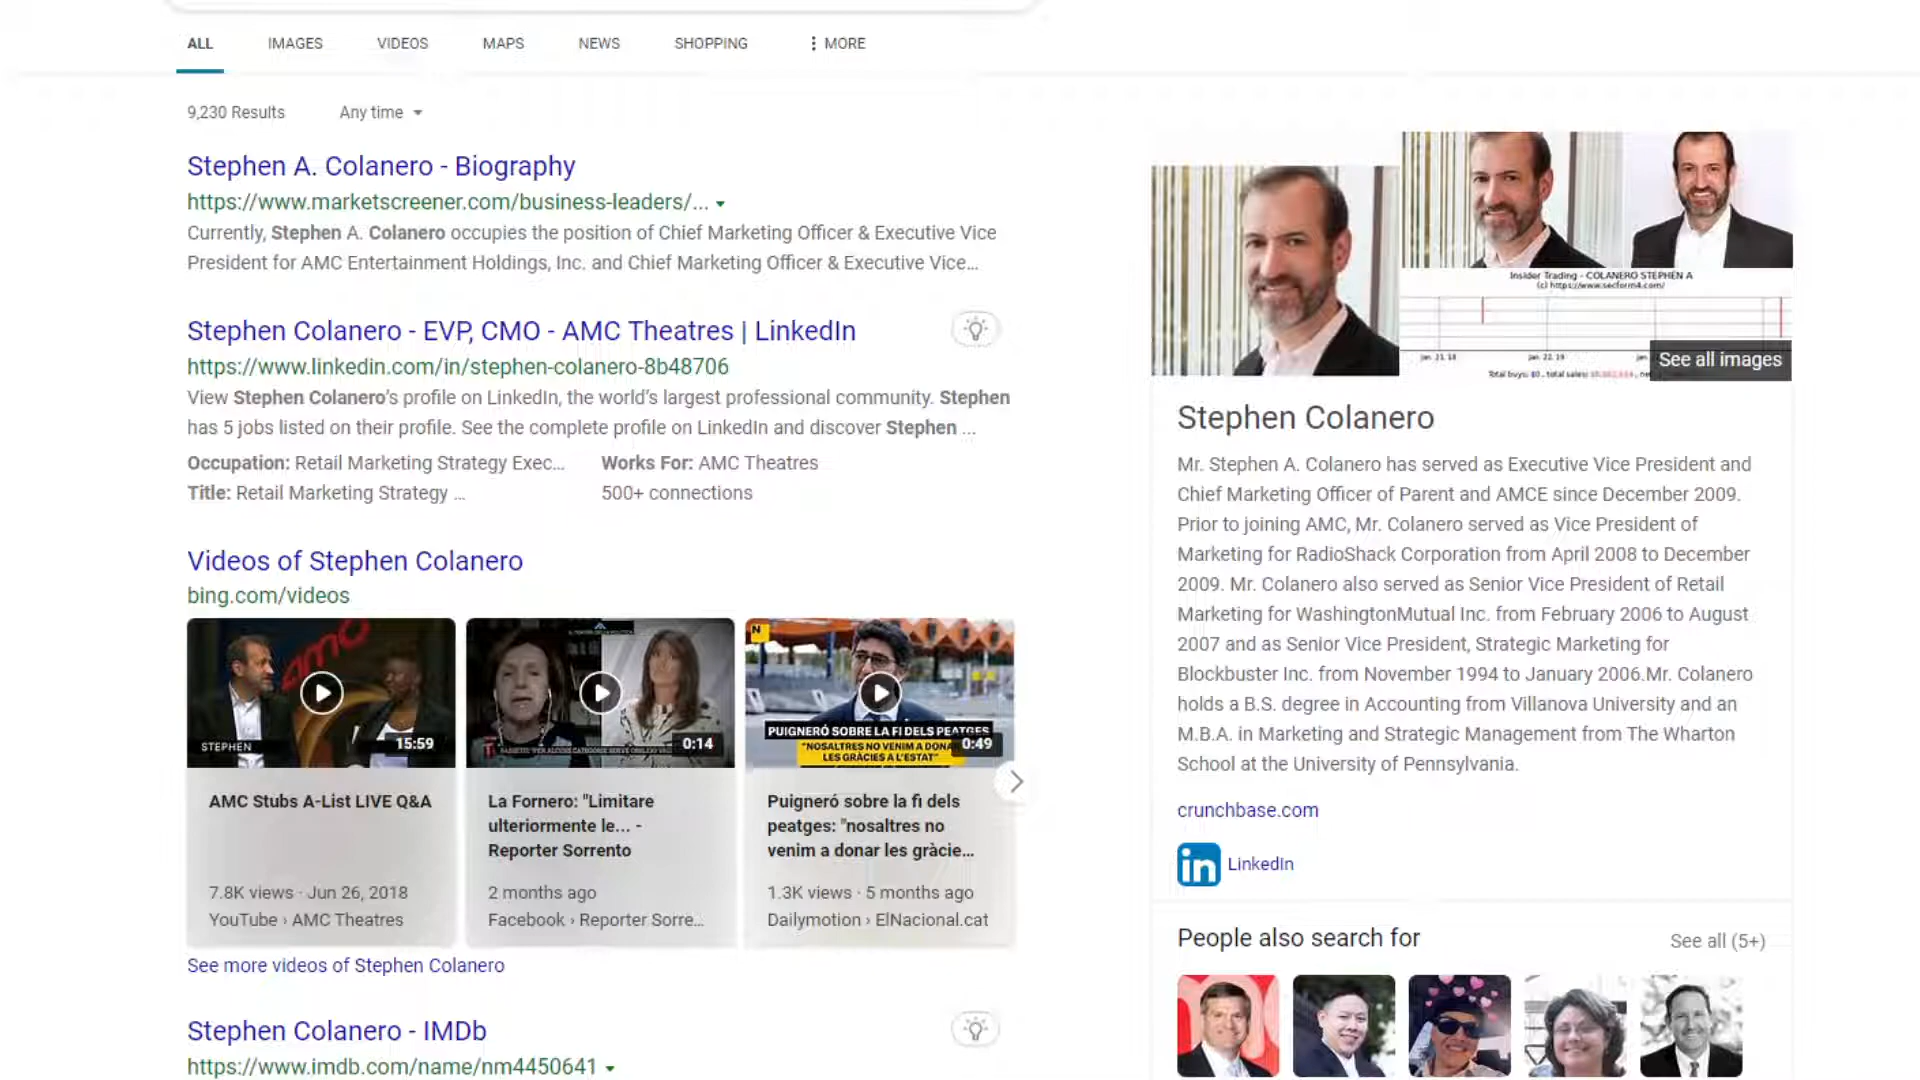 ALL IMAGES VIDEOS MAPS NEWS SHOPPING MORE
9,230 Results Any time
Stephen A. Colanero - Biography
https://www.marketscreener.com/business-leaders/...
Currently, Stephen A. Colanero occupies the position of Chief Marketing Officer & Executive Vice
President for AMC Entertainment Holdings, Inc. and Chief Marketing Officer & Executive Vice...
Stephen Colanero - EVP, CMO - AMC Theatres | LinkedIn
https://www.linkedin.com/in/stephen-colanero-8b48706
View Stephen Colanero's profile on LinkedIn, the world's largest professional community. Stephen
has 5 jobs listed on their profile. See the complete profile on LinkedIn and discover Stephen ...
Occupation: Retail Marketing Strategy Exec... Works For: AMC Theatres
Title: Retail Marketing Strategy ... 500+ connections
Videos of Stephen Colanero
bing.com/videos
amc
STEPHEN
15:59
AMC Stubs A-List LIVE Q&A
7.8K views · Jun 26, 2018
YouTube › AMC Theatres
0:14
La Fornero: "Limitare
ulteriormente le... -
Reporter Sorrento
2 months ago
Facebook › Reporter Sorre...
N
PUIGNERÓ SOBRE LA FI DELS PEATGES
"NOSALTRES NO VENIM A DONAR
LES GRÀCIES A L'ESTAT"
0:49
Puigneró sobre la fi dels
peatges: "nosaltres no
venim a donar les gràcie...
1.3K views · 5 months ago
Dailymotion › ElNacional.cat
See more videos of Stephen Colanero
Stephen Colanero - IMDb
https://www.imdb.com/name/nm4450641
Insider Trading - COLANERO STEPHEN A
(c) https://www.secform4.com/
Jan. 21, 18 Jan. 22, 19
See all images
Stephen Colanero
Mr. Stephen A. Colanero has served as Executive Vice President and
Chief Marketing Officer of Parent and AMCE since December 2009.
Prior to joining AMC, Mr. Colanero served as Vice President of
Marketing for RadioShack Corporation from April 2008 to December
2009. Mr. Colanero also served as Senior Vice President of Retail
Marketing for WashingtonMutual Inc. from February 2006 to August
2007 and as Senior Vice President, Strategic Marketing for
Blockbuster Inc. from November 1994 to January 2006.Mr. Colanero
holds a B.S. degree in Accounting from Villanova University and an
M.B.A. in Marketing and Strategic Management from The Wharton
School at the University of Pennsylvania.
crunchbase.com
in LinkedIn
People also search for See all (5+)